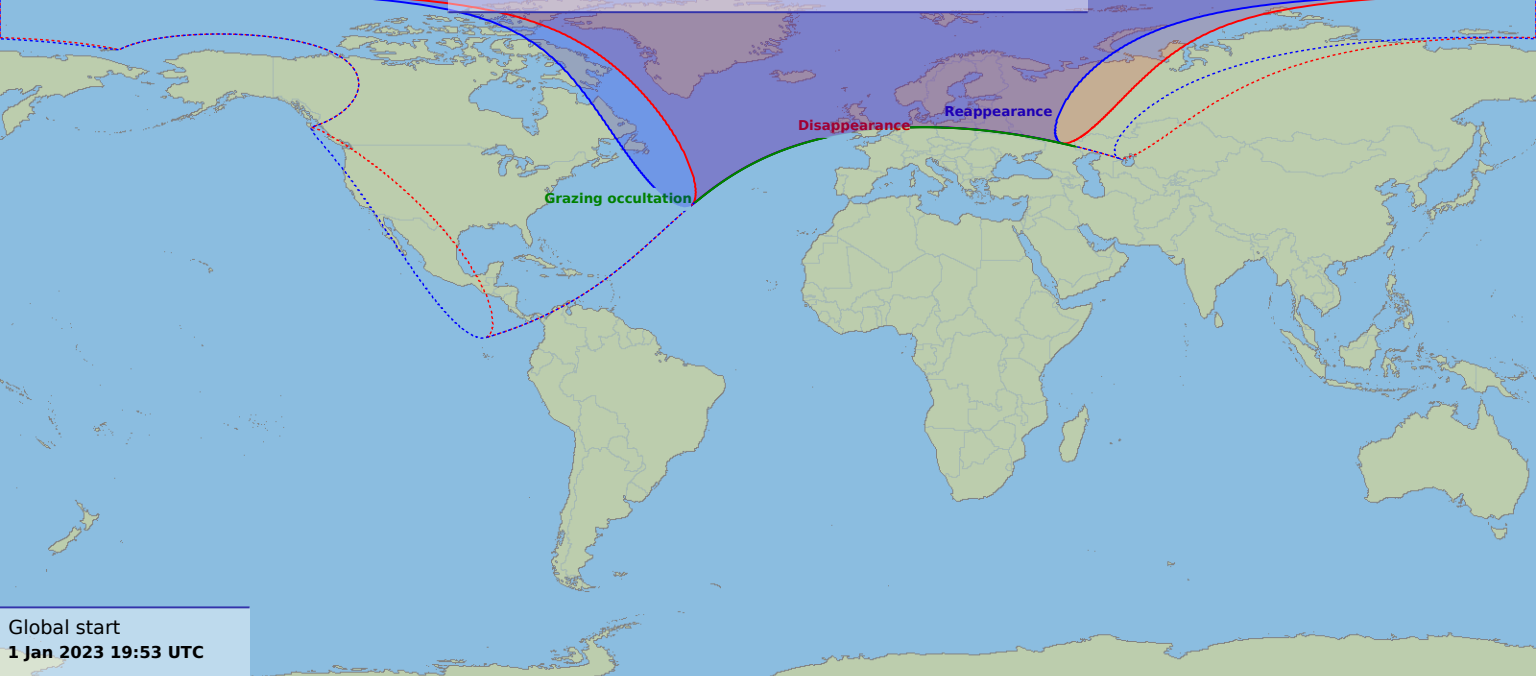 Reappearance
Disappearance
Grazing occultation
Global start
1 Jan 2023 19:53 UTC